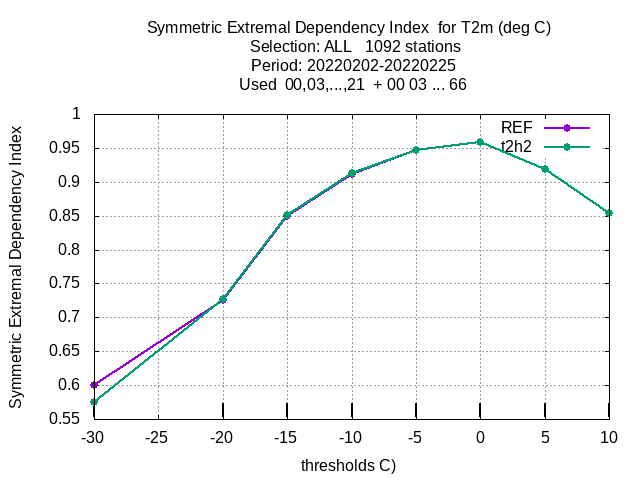 Symmetric Extremal Dependency Index  for T2m (deg C)
Selection: ALL   1092 stations
Period: 20220202-20220225
Used  00,03,...,21  + 00 03 ... 66
Symmetric Extremal Dependency Index
1
0.95
0.9
0.85
0.8
0.75
0.7
0.65
0.6
0.55
REF
t2h2
-30 -25 -20 -15 -10 -5 0 5 10
thresholds C)